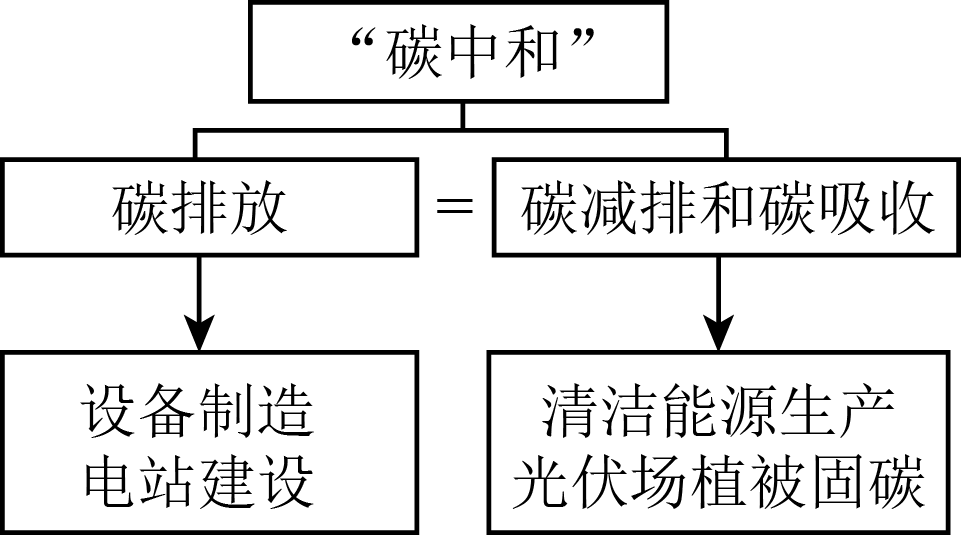 “碳中和”
碳排放
=
碳减排和碳吸收
设备制造
电站建设
清洁能源生产
光伏场植被固碳